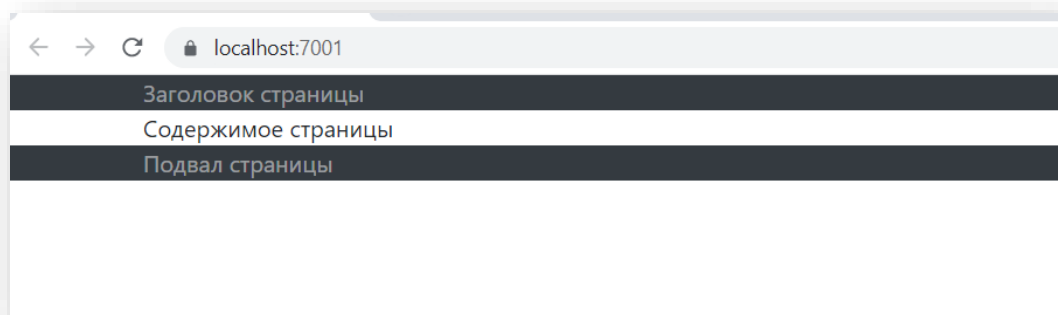 localhost:7001
Заголовок страницы
Содержимое страницы
Подвал страницы